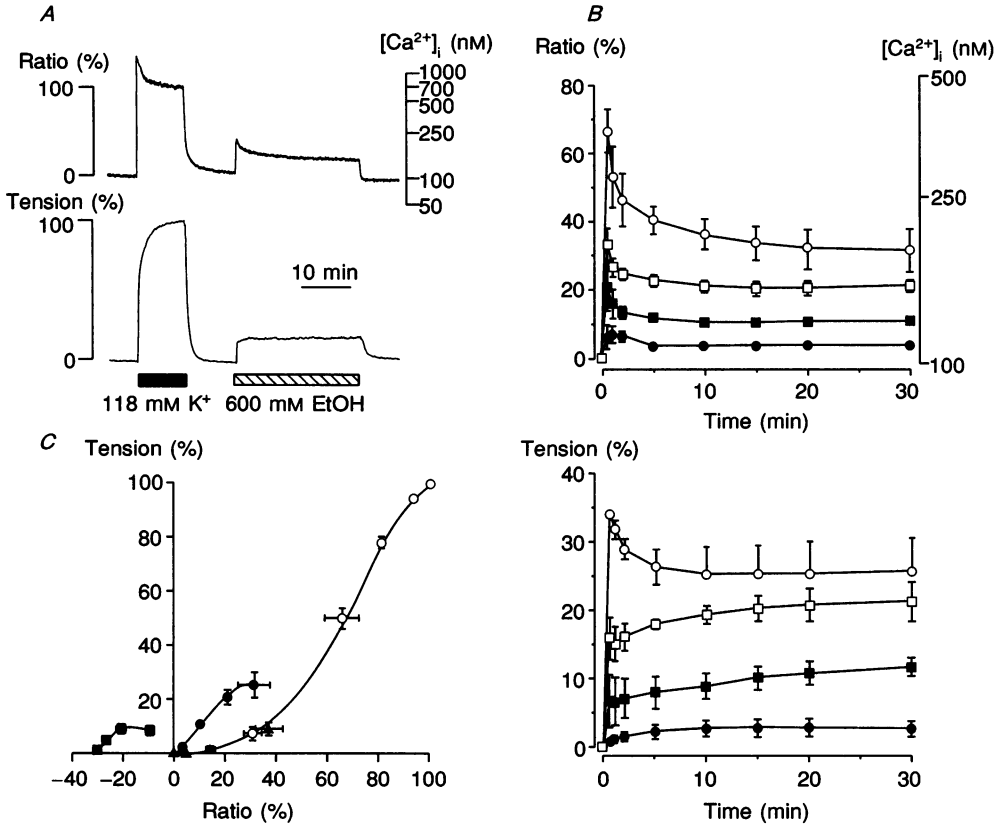 A
Ratio (%)
100
0
[Ca²⁺]ᵢ (nM)
1000
700
500
250
100
50
Tension (%)
100
0
10 min
118 mM K⁺
600 mM EtOH
B
Ratio (%)
80
60
40
20
0
[Ca²⁺]ᵢ (nM)
500
250
100
0
10
20
30
Time (min)
C
Tension (%)
100
80
60
40
20
−40
−20
0
20
40
60
80
100
Ratio (%)
Tension (%)
40
30
20
10
0
0
10
20
30
Time (min)